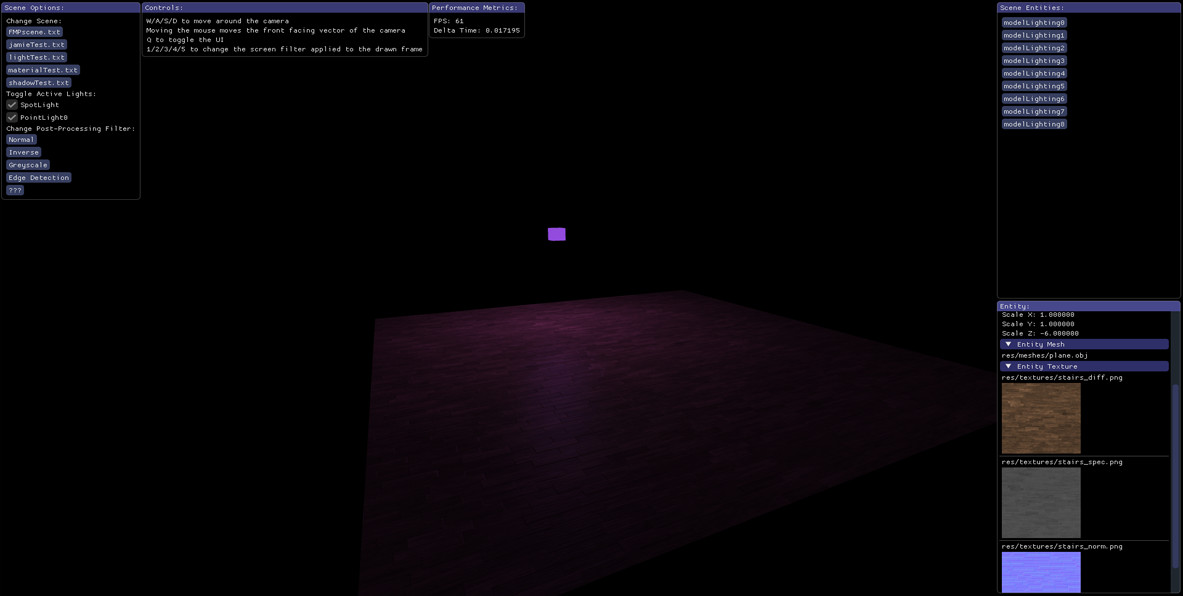 Scene Options:
Change Scene:
FMPscene.txt
jamieTest.txt
lightTest.txt
materialTest.txt
shadowTest.txt
Toggle Active Lights:
SpotLight
PointLight0
Change Post-Processing Filter:
Normal
Inverse
Greyscale
Edge Detection
???
Controls:
W/A/S/D to move around the camera
Moving the mouse moves the front facing vector of the camera
Q to toggle the UI
1/2/3/4/5 to change the screen filter applied to the drawn frame
Performance Metrics:
FPS: 61
Delta Time: 0.017195
Scene Entities:
modelLighting0
modelLighting1
modelLighting2
modelLighting3
modelLighting4
modelLighting5
modelLighting6
modelLighting7
modelLighting8
Entity:
Scale X: 1.000000
Scale Y: 1.000000
Scale Z: -6.000000
Entity Mesh
res/meshes/plane.obj
Entity Texture
res/textures/stairs_diff.png
res/textures/stairs_spec.png
res/textures/stairs_norm.png